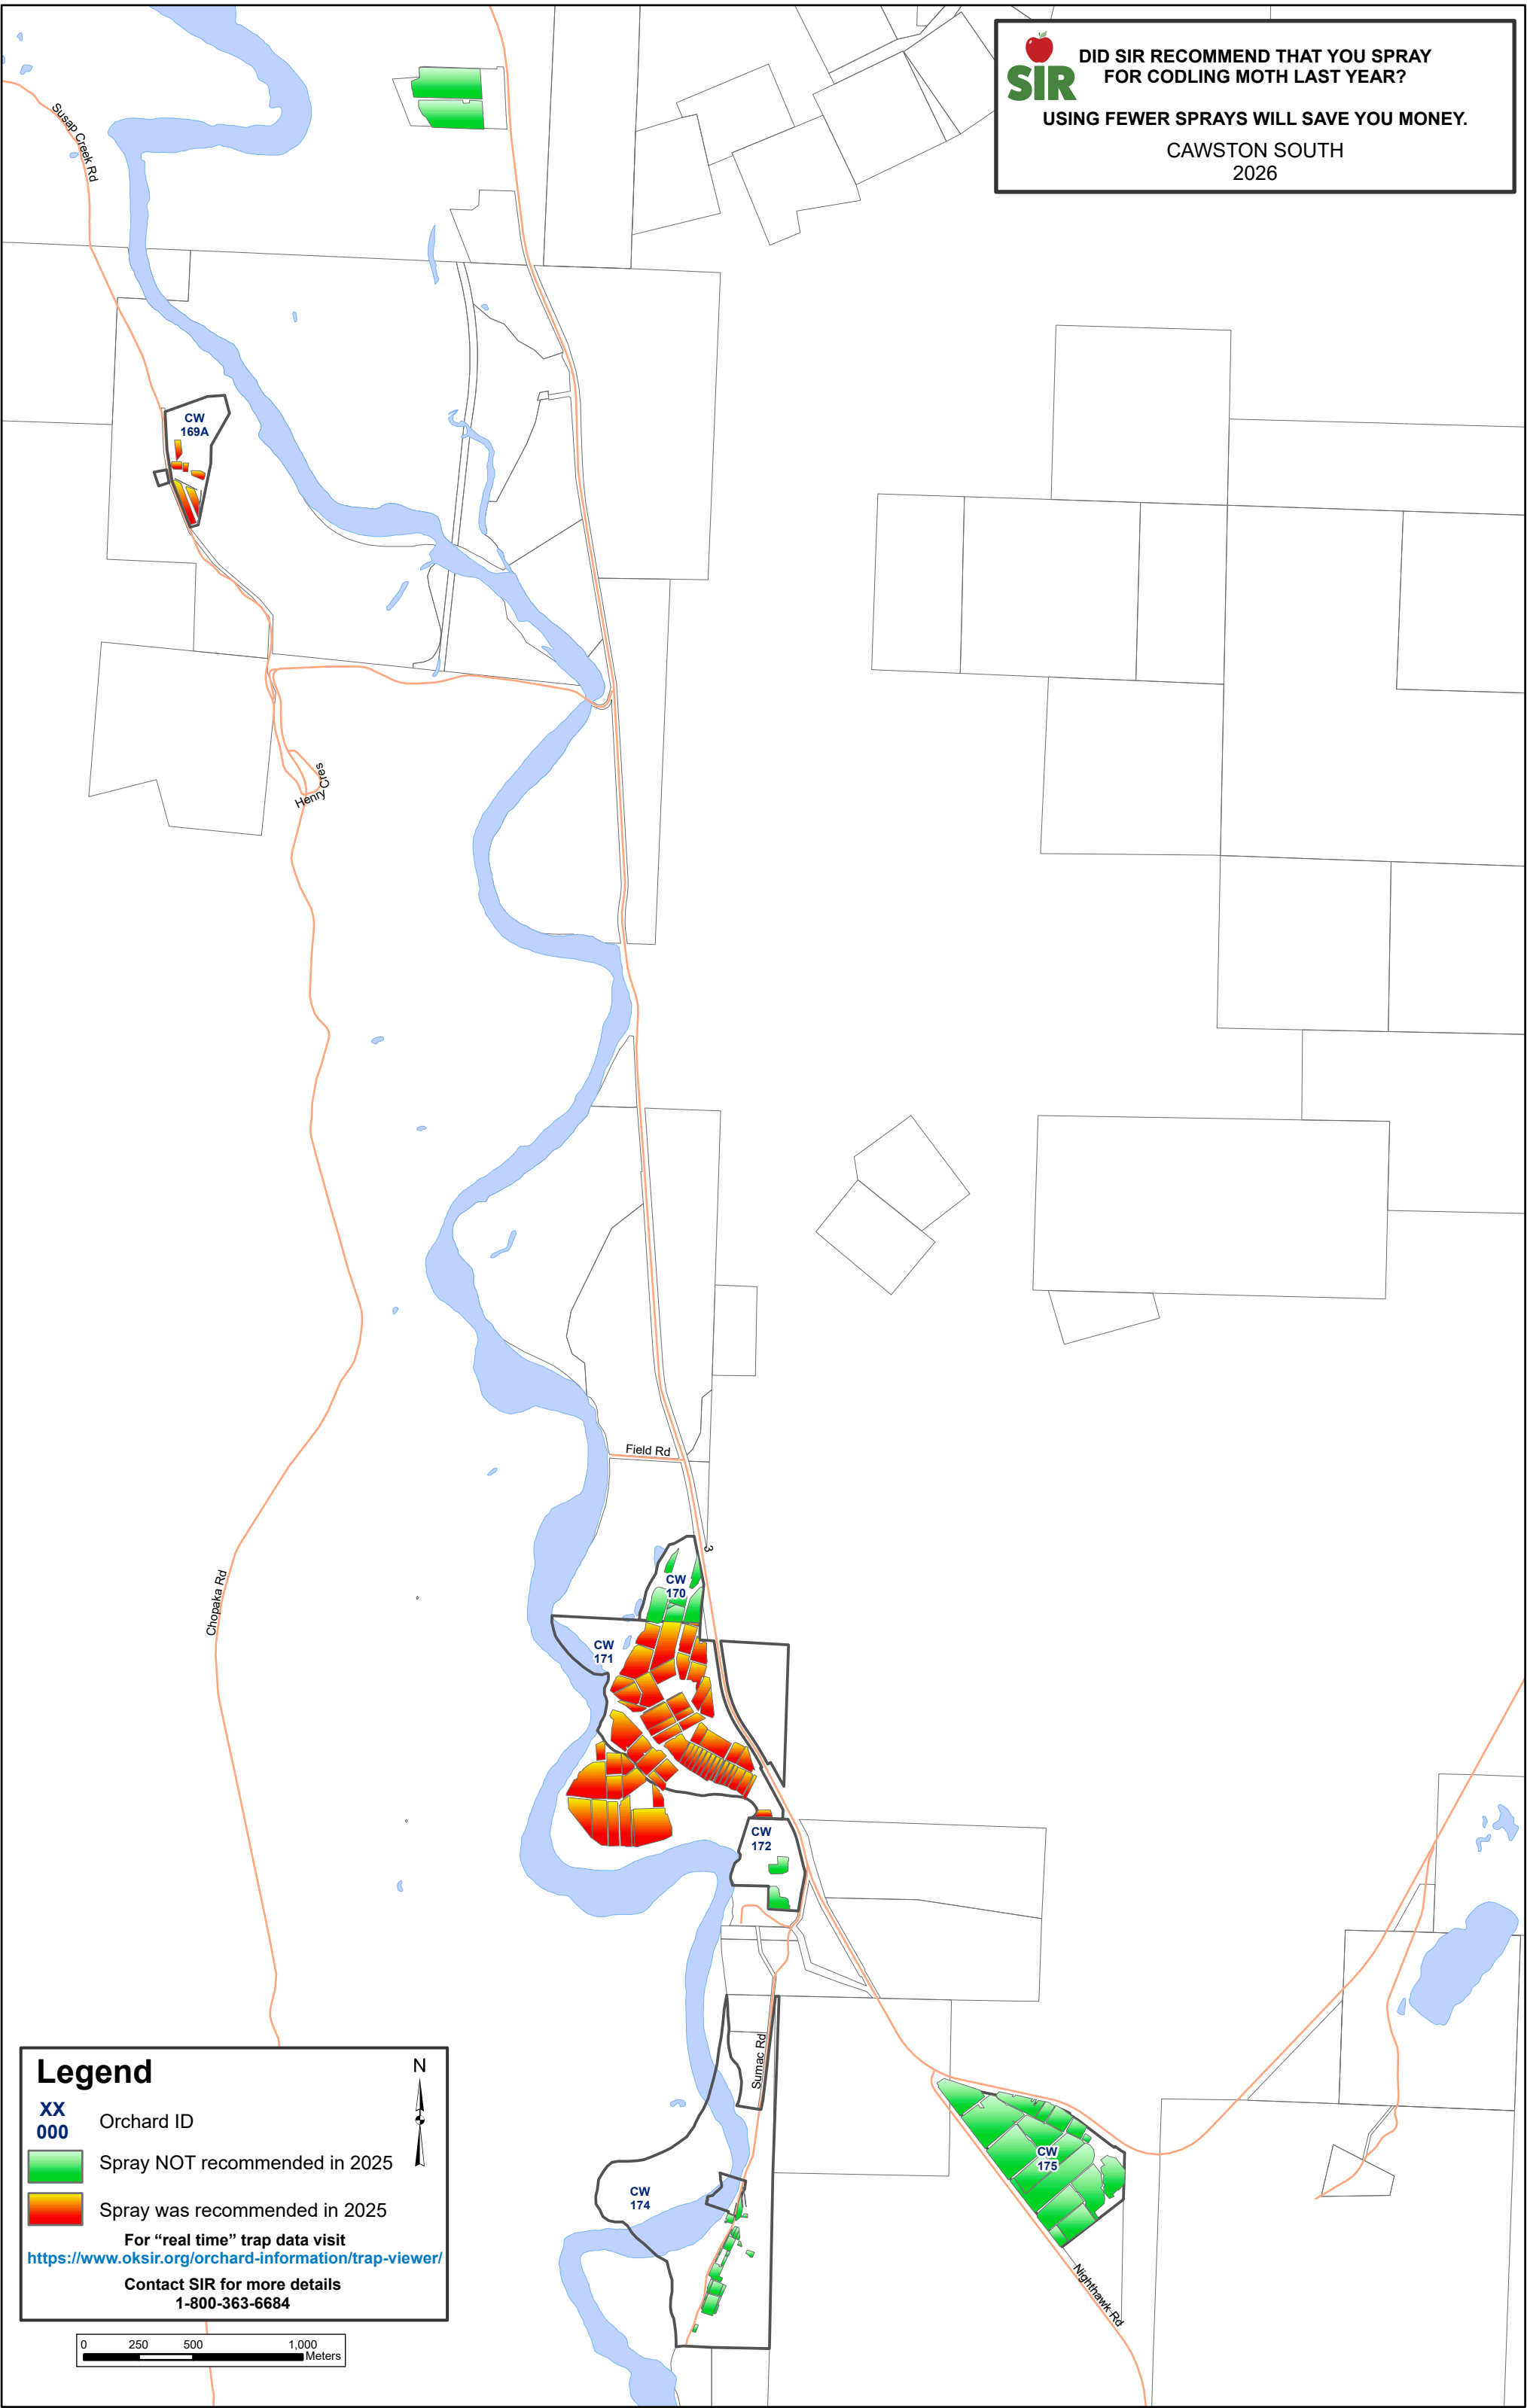 SIR
DID SIR RECOMMEND THAT YOU SPRAY
FOR CODLING MOTH LAST YEAR?
USING FEWER SPRAYS WILL SAVE YOU MONEY.
CAWSTON SOUTH
2026
Susap Creek Rd
CW
169A
Henry Cres
Field Rd
3
CW
170
CW
171
Chopaka Rd
CW
172
Sumac Rd
CW
175
CW
174
Nighthawk Rd
Legend
N
XX
000
Orchard ID
Spray NOT recommended in 2025
Spray was recommended in 2025
For “real time” trap data visit
https://www.oksir.org/orchard-information/trap-viewer/
Contact SIR for more details
1-800-363-6684
0 250 500 1,000
Meters